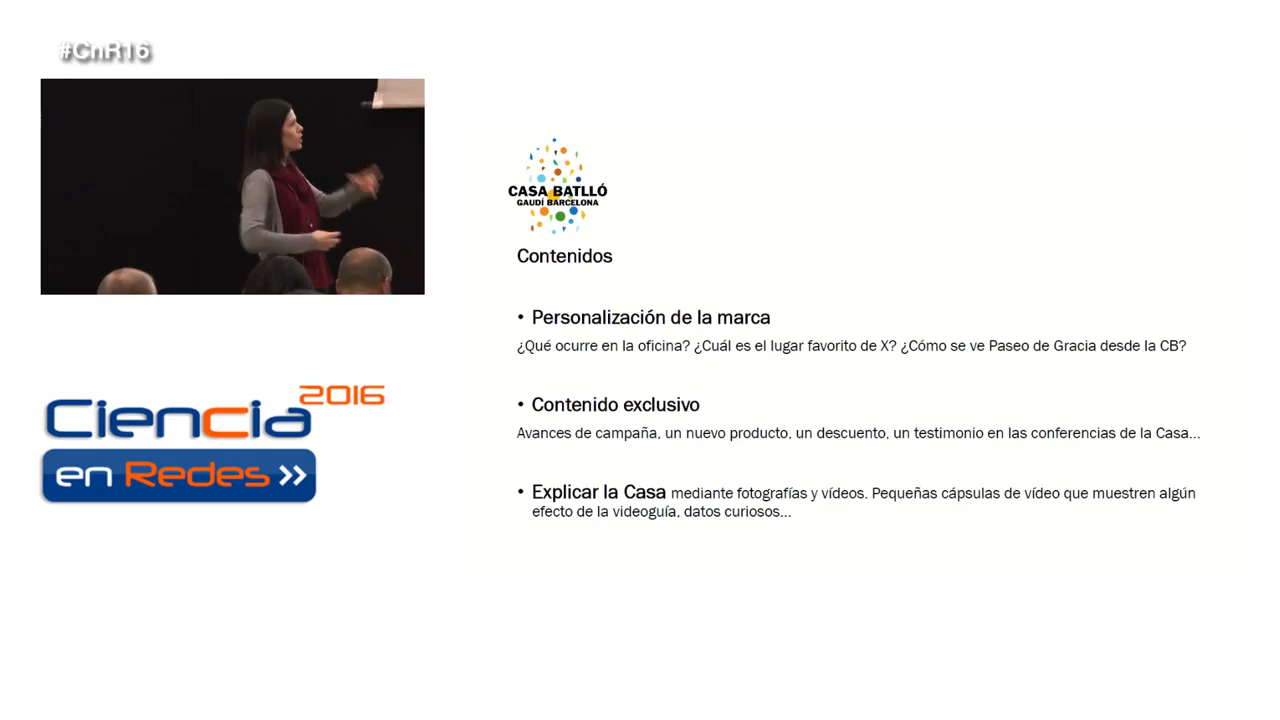 #CnR16
CASA BATLLÓ
GAUDÍ BARCELONA
Contenidos
• Personalización de la marca
¿Qué ocurre en la oficina? ¿Cuál es el lugar favorito de X? ¿Cómo se ve Paseo de Gracia desde la CB?
• Contenido exclusivo
Avances de campaña, un nuevo producto, un descuento, un testimonio en las conferencias de la Casa...
• Explicar la Casa mediante fotografías y vídeos. Pequeñas cápsulas de vídeo que muestren algún
efecto de la videoguía, datos curiosos...
2016
Ciencia
en Redes >>